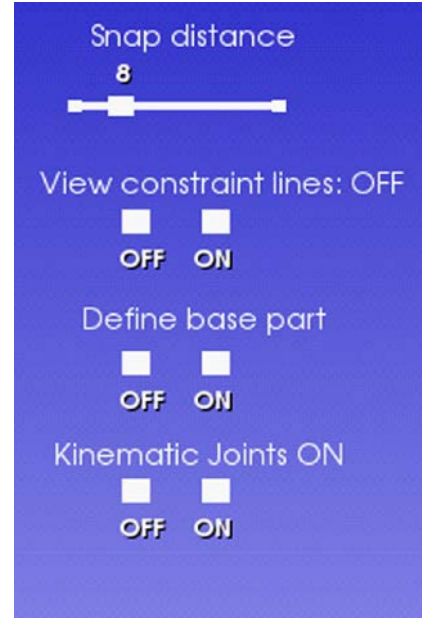 Snap distance
8
View constraint lines: OFF
OFF ON
Define base part
OFF ON
Kinematic Joints ON
OFF ON